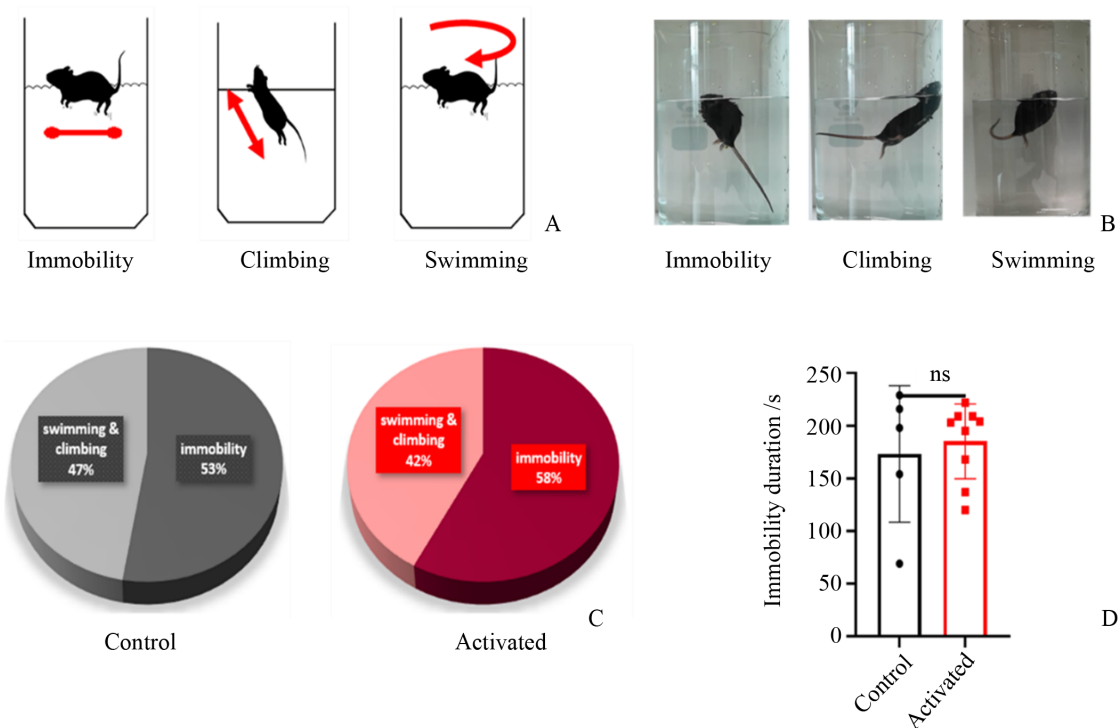 A
Immobility
Climbing
Swimming
B
Immobility
Climbing
Swimming
swimming &
climbing
47%
immobility
53%
Control
swimming &
climbing
42%
immobility
58%
Activated
C
ns
Immobility duration /s
250
200
150
100
50
0
Control
Activated
D